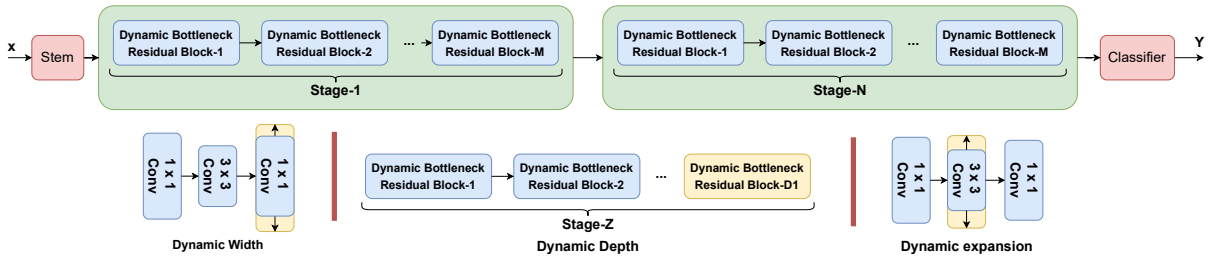 x
Stem
Dynamic Bottleneck
Residual Block-1
Dynamic Bottleneck
Residual Block-2
...
Dynamic Bottleneck
Residual Block-M
Stage-1
Dynamic Bottleneck
Residual Block-1
Dynamic Bottleneck
Residual Block-2
...
Dynamic Bottleneck
Residual Block-M
Stage-N
Classifier
Y
1 x 1
Conv
3 x 3
Conv
1 x 1
Conv
Dynamic Width
Dynamic Bottleneck
Residual Block-1
Dynamic Bottleneck
Residual Block-2
...
Dynamic Bottleneck
Residual Block-D1
Stage-Z
Dynamic Depth
1 x 1
Conv
3 x 3
Conv
1 x 1
Conv
Dynamic expansion